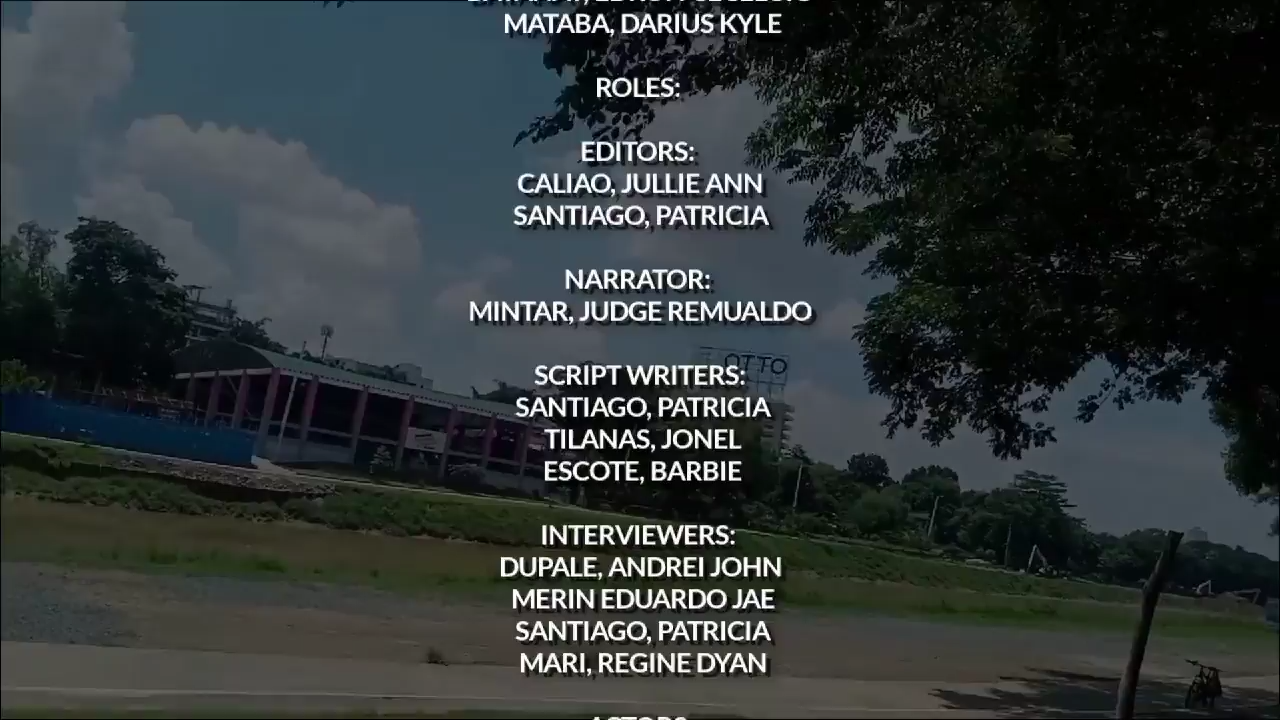 MATABA, DARIUS KYLE
ROLES:
EDITORS:
CALIAO, JULLIE ANN
SANTIAGO, PATRICIA
NARRATOR:
MINTAR, JUDGE REMUALDO
SCRIPT WRITERS:
OTTO
SANTIAGO, PATRICIA
TILANAS, JONEL
ESCOTE, BARBIE
INTERVIEWERS:
DUPALE, ANDREI JOHN
MERIN EDUARDO JAE
SANTIAGO, PATRICIA
MARI, REGINE DYAN